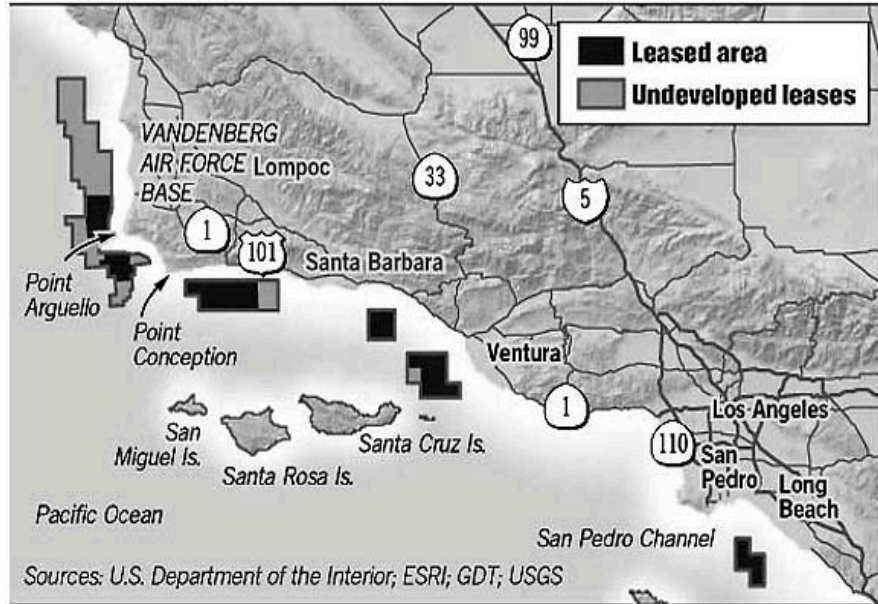 99
Leased area
Undeveloped leases
VANDENBERG
AIR FORCE
BASE
Lompoc
33
5
1
101
Santa Barbara
Point
Arguello
Point
Conception
Ventura
1
Los Angeles
110
San
Pedro
Long
Beach
San
Miguel Is.
Santa Rosa Is.
Santa Cruz Is.
Pacific Ocean
San Pedro Channel
Sources: U.S. Department of the Interior; ESRI; GDT; USGS